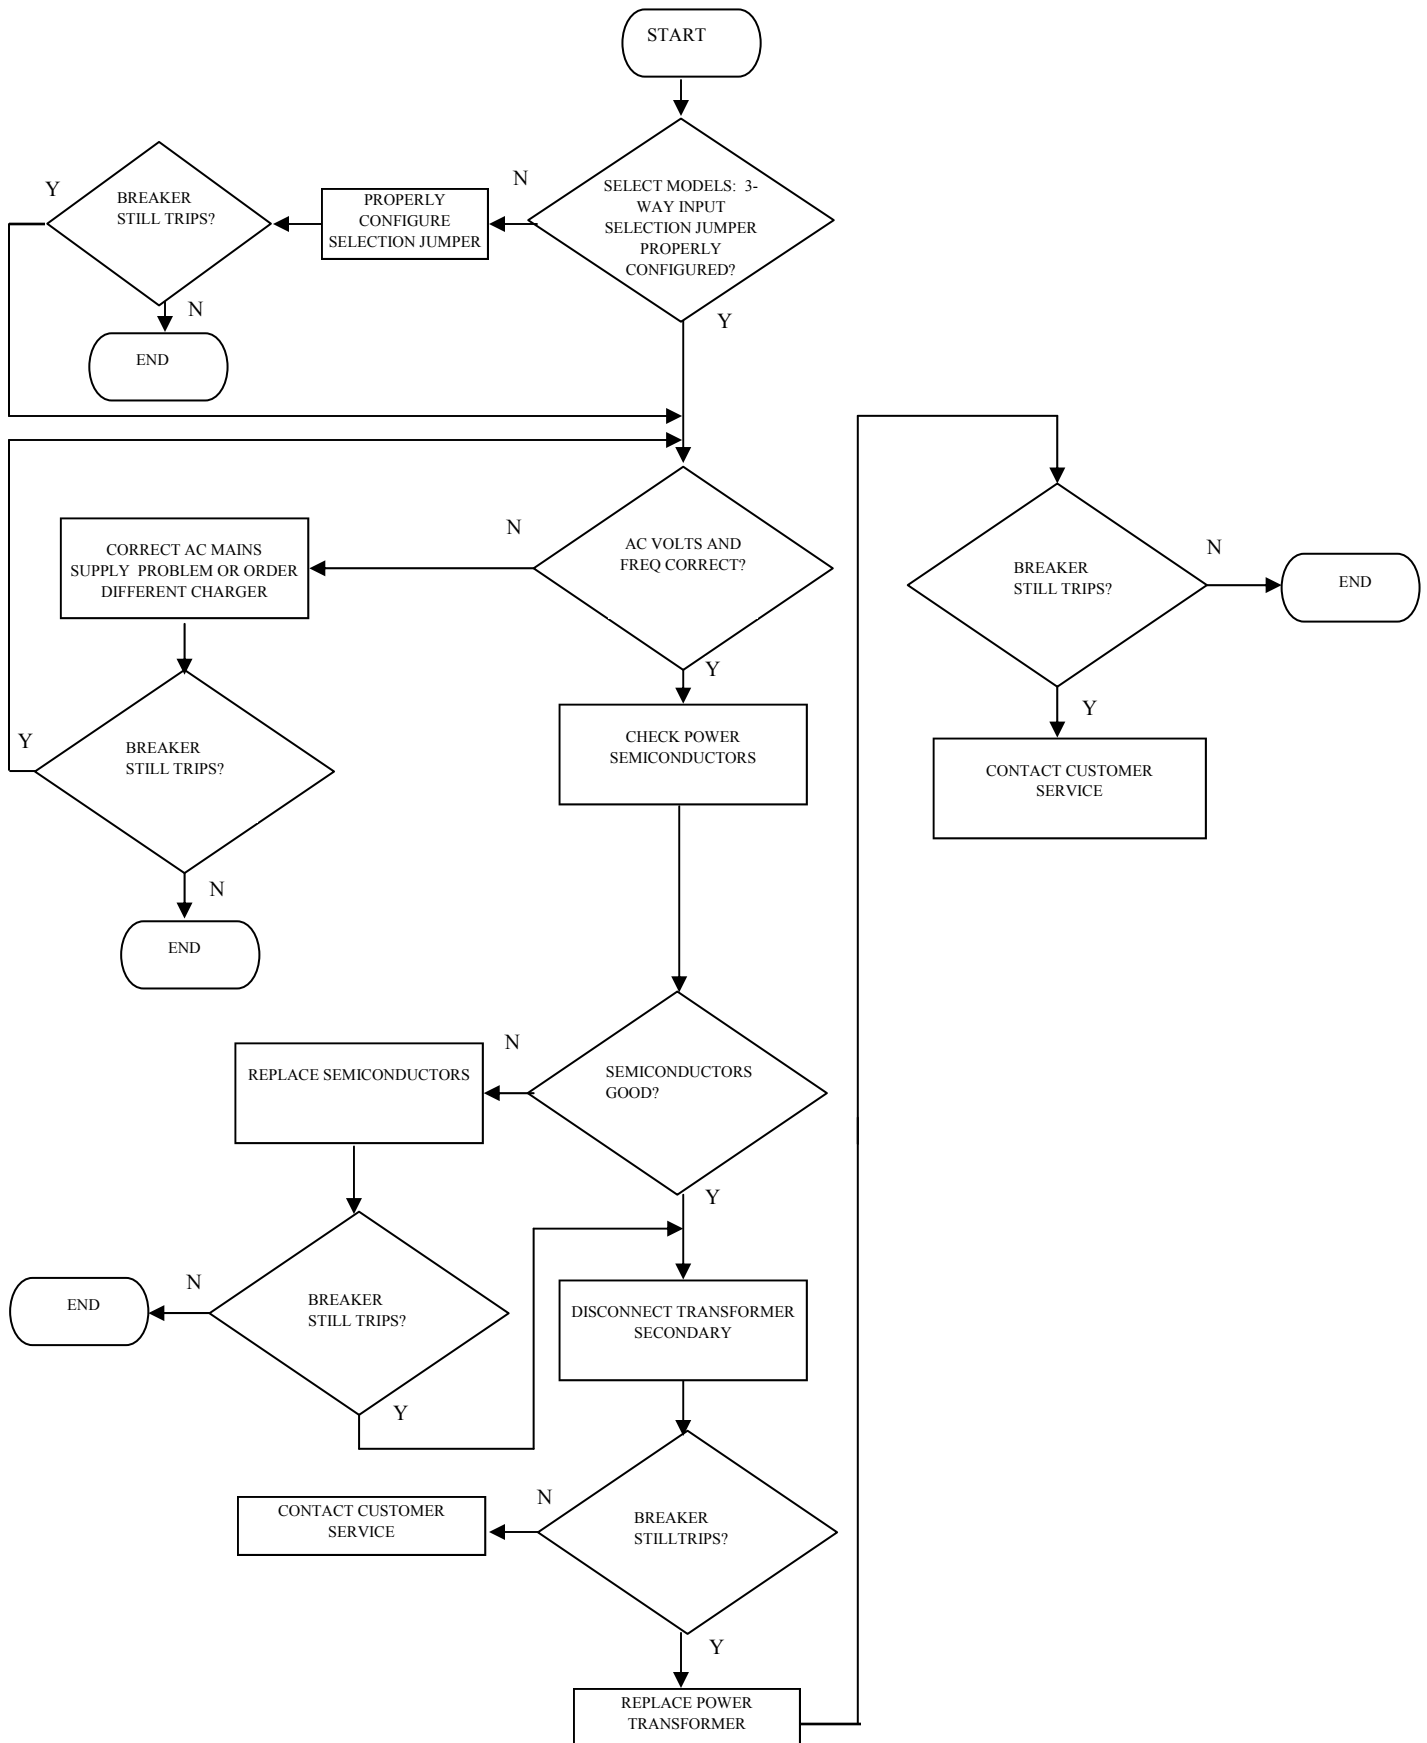 START
SELECT MODELS: 3-
WAY INPUT
SELECTION JUMPER
PROPERLY
CONFIGURED?
N
Y
PROPERLY
CONFIGURE
SELECTION JUMPER
BREAKER
STILL TRIPS?
Y
N
END
AC VOLTS AND
FREQ CORRECT?
N
Y
CORRECT AC MAINS
SUPPLY PROBLEM OR ORDER
DIFFERENT CHARGER
BREAKER
STILL TRIPS?
Y
N
END
CHECK POWER
SEMICONDUCTORS
SEMICONDUCTORS
GOOD?
N
Y
REPLACE SEMICONDUCTORS
BREAKER
STILL TRIPS?
N
Y
END
DISCONNECT TRANSFORMER
SECONDARY
BREAKER
STILLTRIPS?
N
Y
CONTACT CUSTOMER
SERVICE
REPLACE POWER
TRANSFORMER
BREAKER
STILL TRIPS?
N
Y
END
CONTACT CUSTOMER
SERVICE